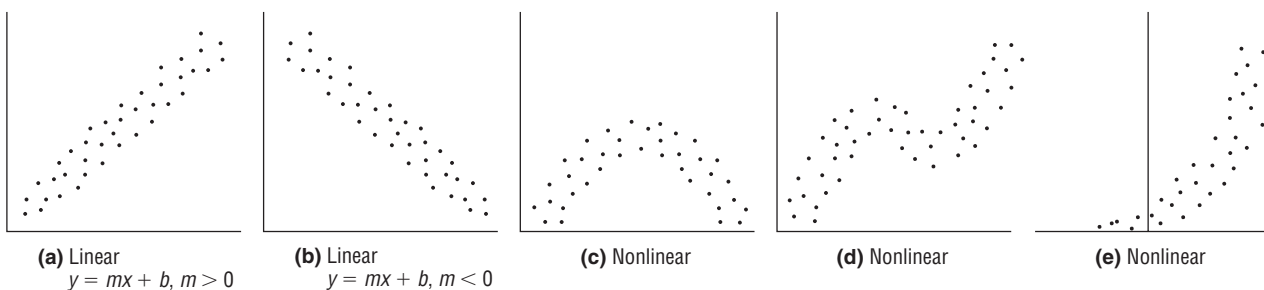 (a) Linear
y = mx + b, m > 0
(b) Linear
y = mx + b, m < 0
(c) Nonlinear
(d) Nonlinear
(e) Nonlinear